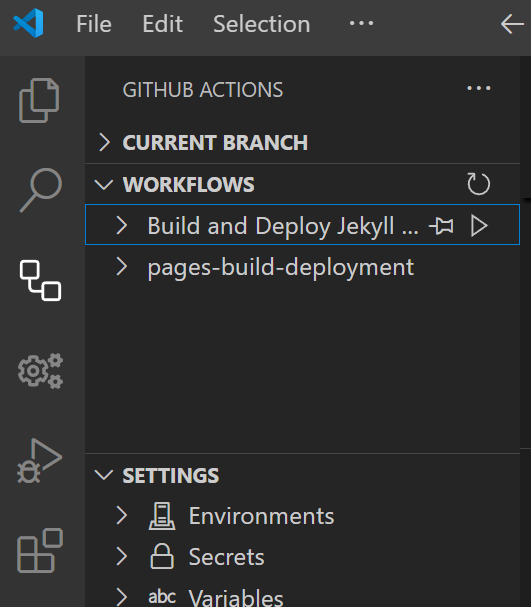 File Edit Selection ...
GITHUB ACTIONS
CURRENT BRANCH
WORKFLOWS
Build and Deploy Jekyll ...
pages-build-deployment
SETTINGS
Environments
Secrets
abc Variables